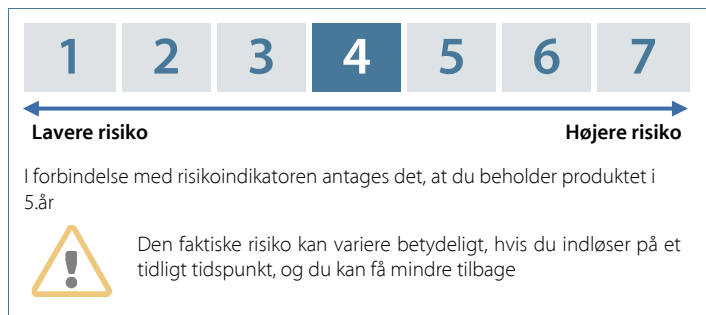 1 2 3 4 5 6 7
Lavere risiko Højere risiko
I forbindelse med risikoindikatoren antages det, at du beholder produktet i
5.år
Den faktiske risiko kan variere betydeligt, hvis du indløser på et
tidligt tidspunkt, og du kan få mindre tilbage